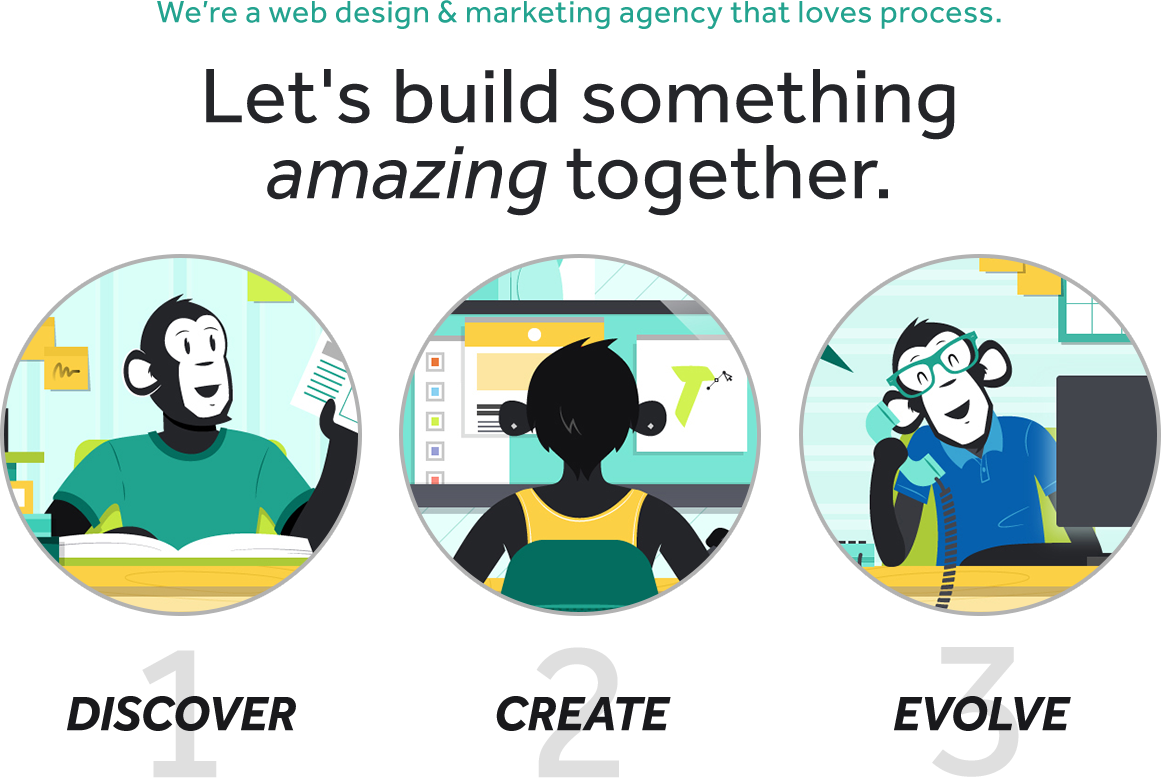 We're a web design & marketing agency that loves process.
Let's build something
amazing together.
1
DISCOVER
2
CREATE
3
EVOLVE